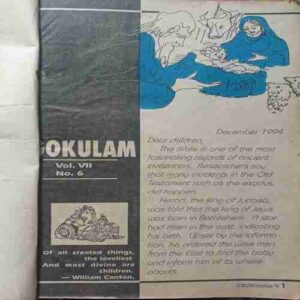 GOKULAM
Vol. VII
No. 6
Of all created things,
the loveliest
And most divine are
children.
— William Canton.
December 1994
Dear children,
The Bible is one of the most
fascinating records of ancient
civilization. Researchers say
that many incidents in the Old
Testament such as the exodus,
did happen.
Herod, the king of Judaea,
was told that the king of Jews
was born in Bethlehem. A star
had risen in the east, indicating
his birth. Upset by the informa-
tion, he ordered the wise men
from the East to find the baby
and inform him of its where-
abouts.
1